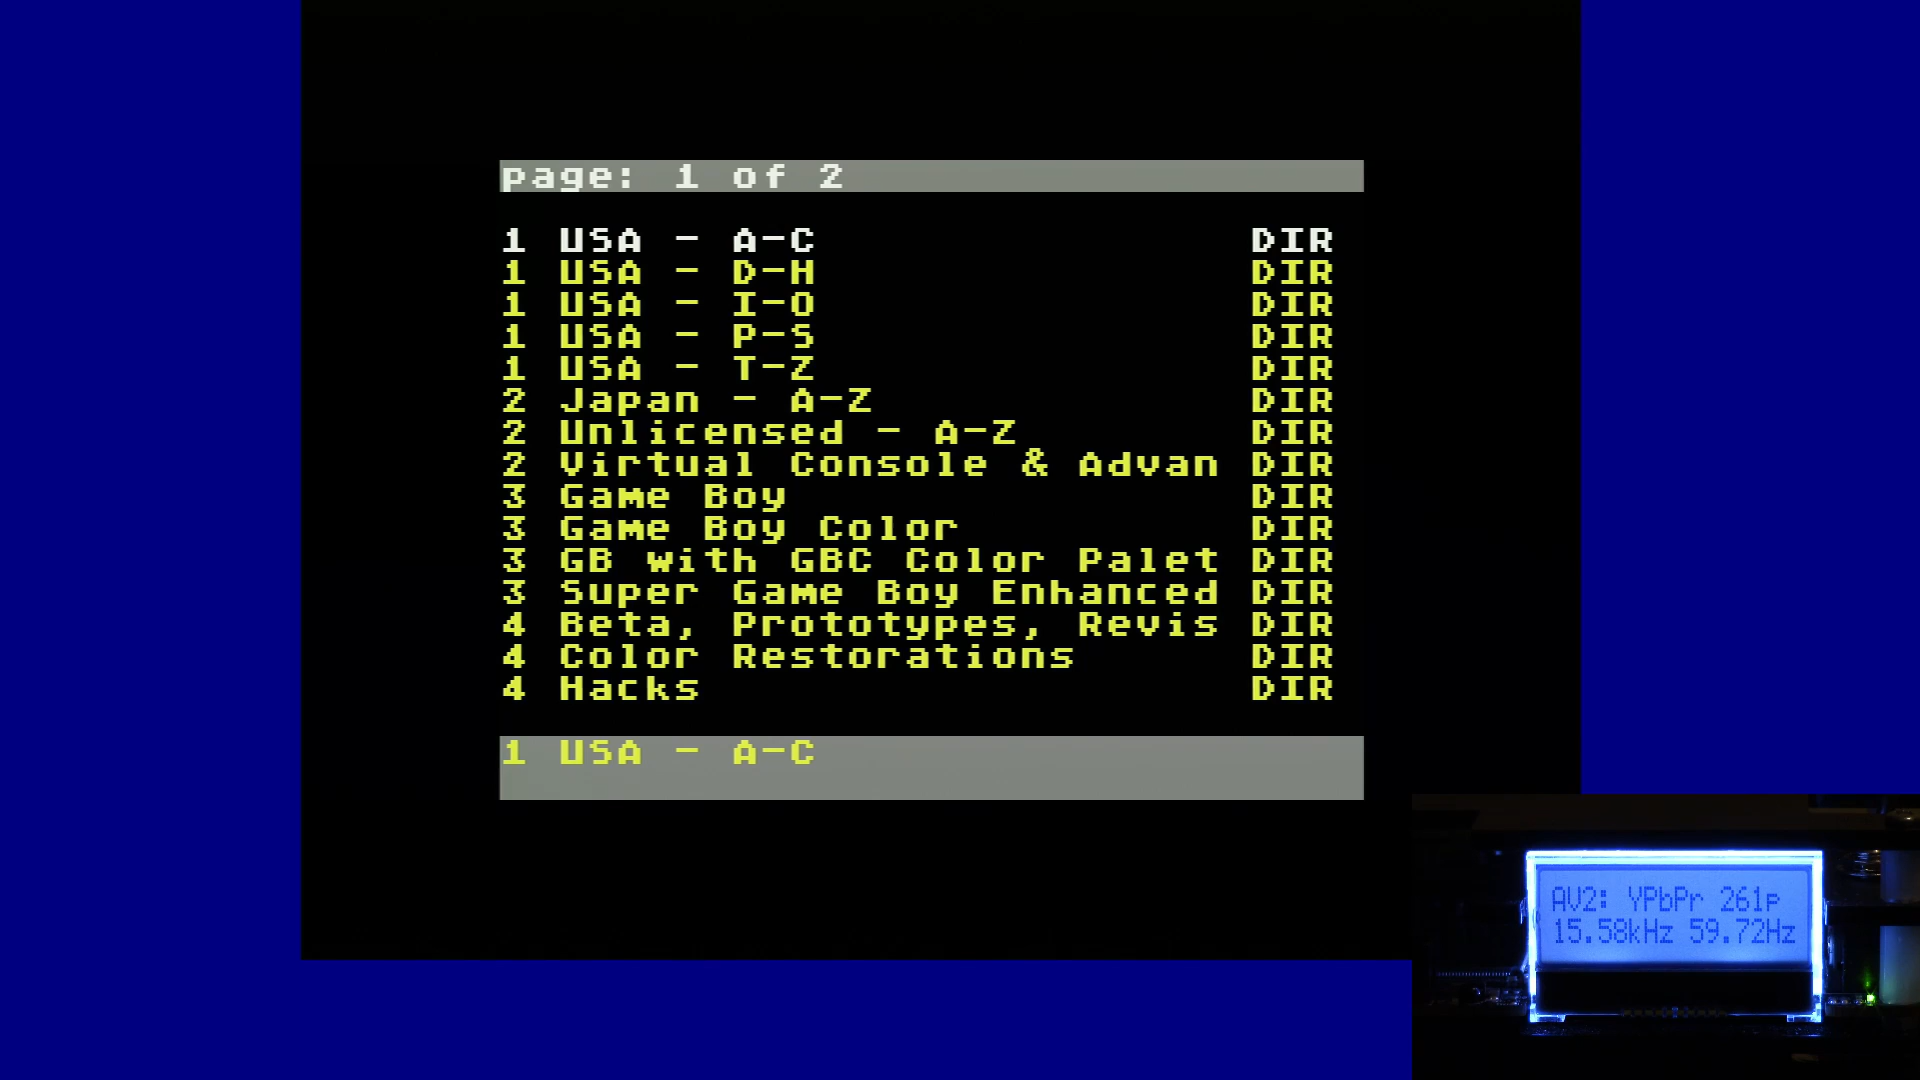 page: 1 of 2
1 USA - A-C DIR
1 USA - D-H DIR
1 USA - I-O DIR
1 USA - P-S DIR
1 USA - T-Z DIR
2 Japan - A-Z DIR
2 Unlicensed - A-Z DIR
2 Virtual Console & Advan DIR
3 Game Boy DIR
3 Game Boy Color DIR
3 GB with GBC Color Palet DIR
3 Super Game Boy Enhanced DIR
4 Beta, Prototypes, Revis DIR
4 Color Restorations DIR
4 Hacks DIR
1 USA - A-C
AV2: YPbPr 261p
15.58kHz 59.72Hz